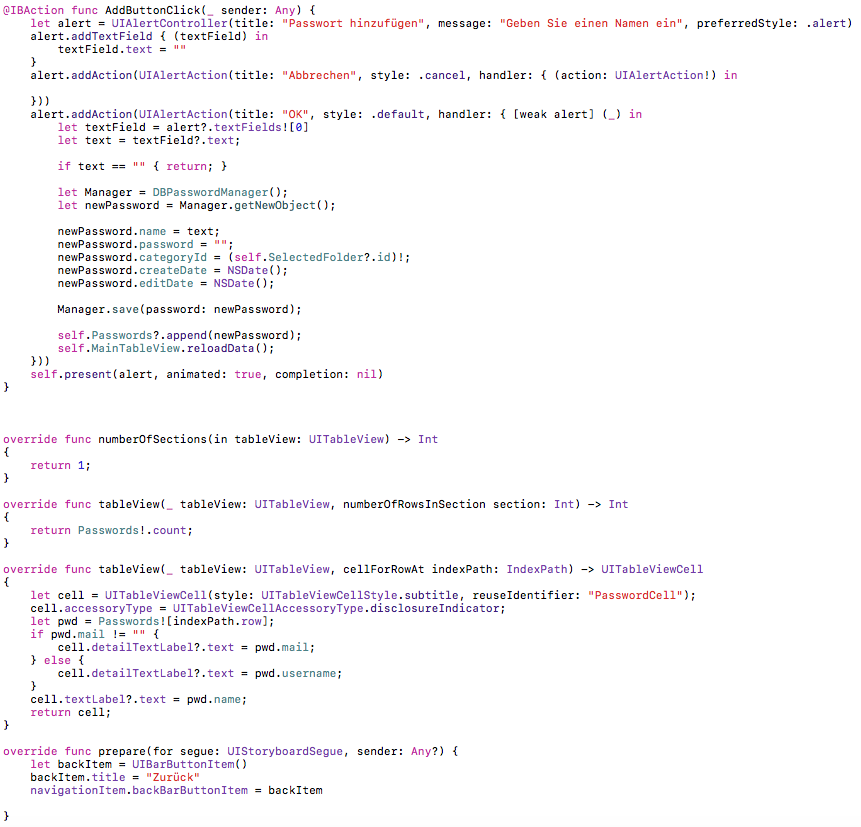 @IBAction func AddButtonClick(_ sender: Any) {
    let alert = UIAlertController(title: "Passwort hinzufügen", message: "Geben Sie einen Namen ein", preferredStyle: .alert)
    alert.addTextField { (textField) in
        textField.text = ""
    }
    alert.addAction(UIAlertAction(title: "Abbrechen", style: .cancel, handler: { (action: UIAlertAction!) in
    }))
    alert.addAction(UIAlertAction(title: "OK", style: .default, handler: { [weak alert] (_) in
        let textField = alert?.textFields![0]
        let text = textField?.text;
        if text == "" { return; }
        let Manager = DBPasswordManager();
        let newPassword = Manager.getNewObject();
        newPassword.name = text;
        newPassword.password = "";
        newPassword.categoryId = (self.SelectedFolder?.id)!;
        newPassword.createDate = NSDate();
        newPassword.editDate = NSDate();
        Manager.save(password: newPassword);
        self.Passwords?.append(newPassword);
        self.MainTableView.reloadData();
    }))
    self.present(alert, animated: true, completion: nil)
}
override func numberOfSections(in tableView: UITableView) -> Int
{
    return 1;
}
override func tableView(_ tableView: UITableView, numberOfRowsInSection section: Int) -> Int
{
    return Passwords!.count;
}
override func tableView(_ tableView: UITableView, cellForRowAt indexPath: IndexPath) -> UITableViewCell
{
    let cell = UITableViewCell(style: UITableViewCellStyle.subtitle, reuseIdentifier: "PasswordCell");
    cell.accessoryType = UITableViewCellAccessoryType.disclosureIndicator;
    let pwd = Passwords![indexPath.row];
    if pwd.mail != "" {
        cell.detailTextLabel?.text = pwd.mail;
    } else {
        cell.detailTextLabel?.text = pwd.username;
    }
    cell.textLabel?.text = pwd.name;
    return cell;
}
override func prepare(for segue: UIStoryboardSegue, sender: Any?) {
    let backItem = UIBarButtonItem()
    backItem.title = "Zurück"
    navigationItem.backBarButtonItem = backItem
}